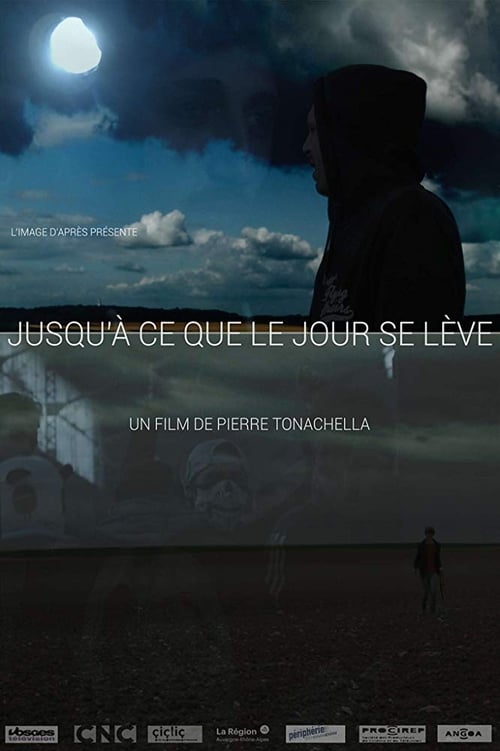 L'IMAGE D'APRÈS PRÉSENTE
JUSQU'À CE QUE LE JOUR SE LÈVE
UN FILM DE PIERRE TONACHELLA
vosges
télévision
CNC
ciclic
La Région
Auvergne-Rhône-Alpes
périphérie
PROCIREP
ANGOA